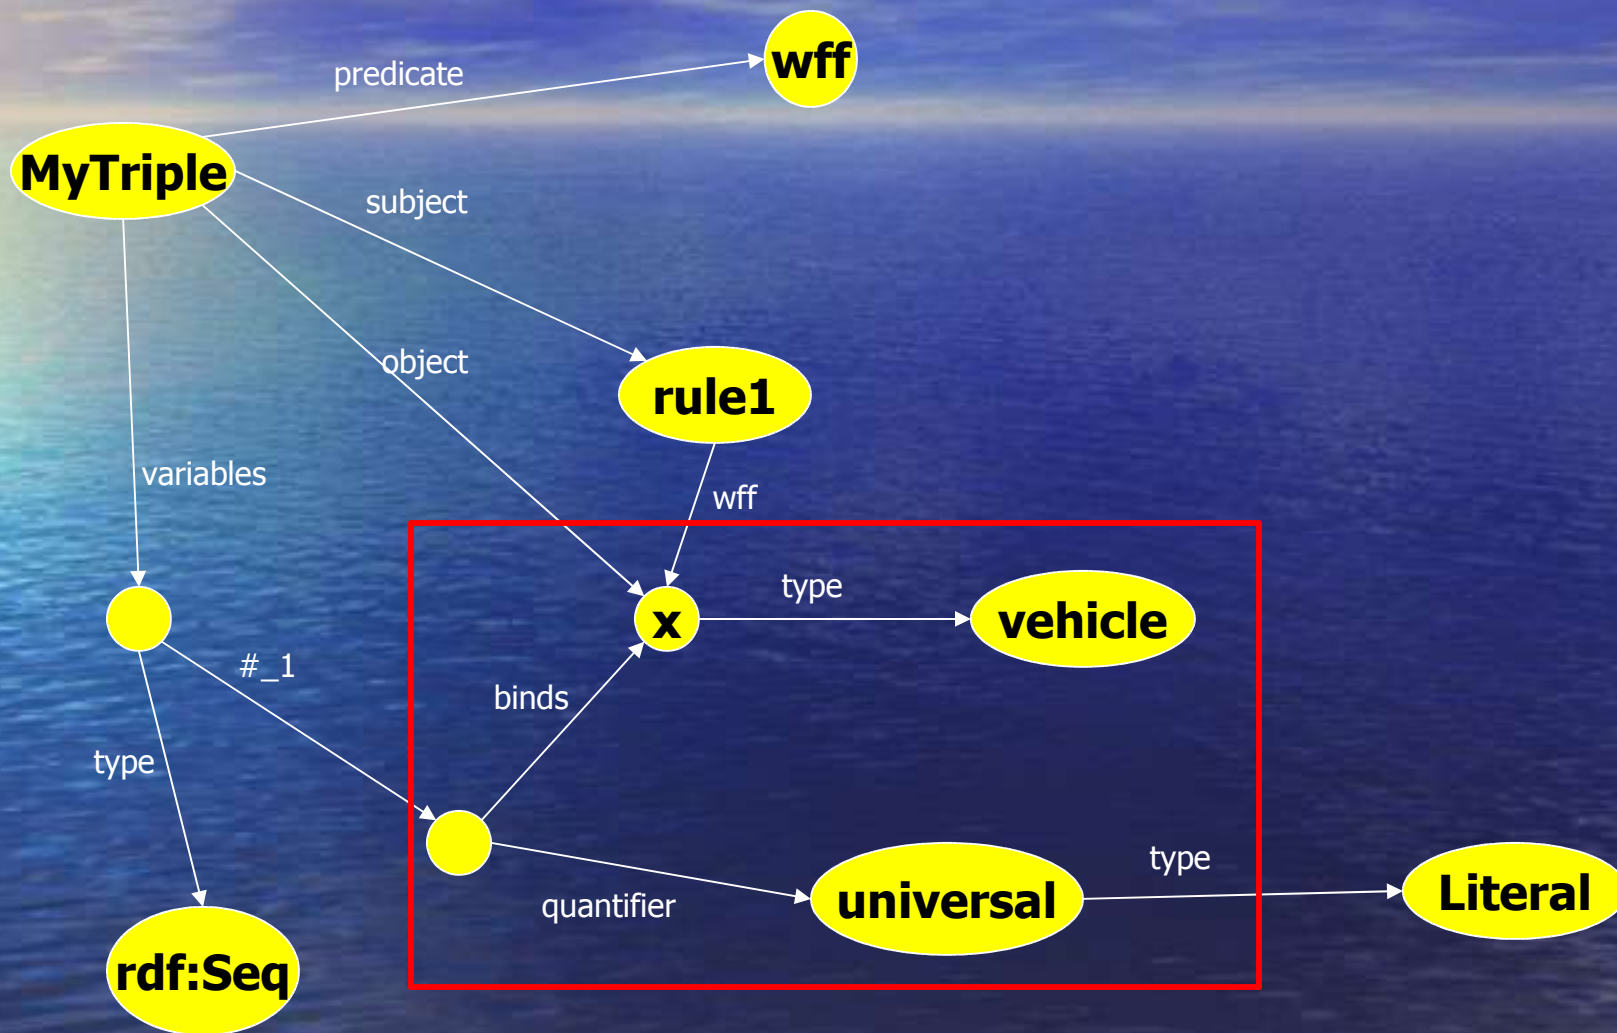 wff
predicate
MyTriple
subject
object
rule1
variables
wff
type
x
vehicle
#_1
binds
type
type
quantifier
universal
Literal
rdf:Seq